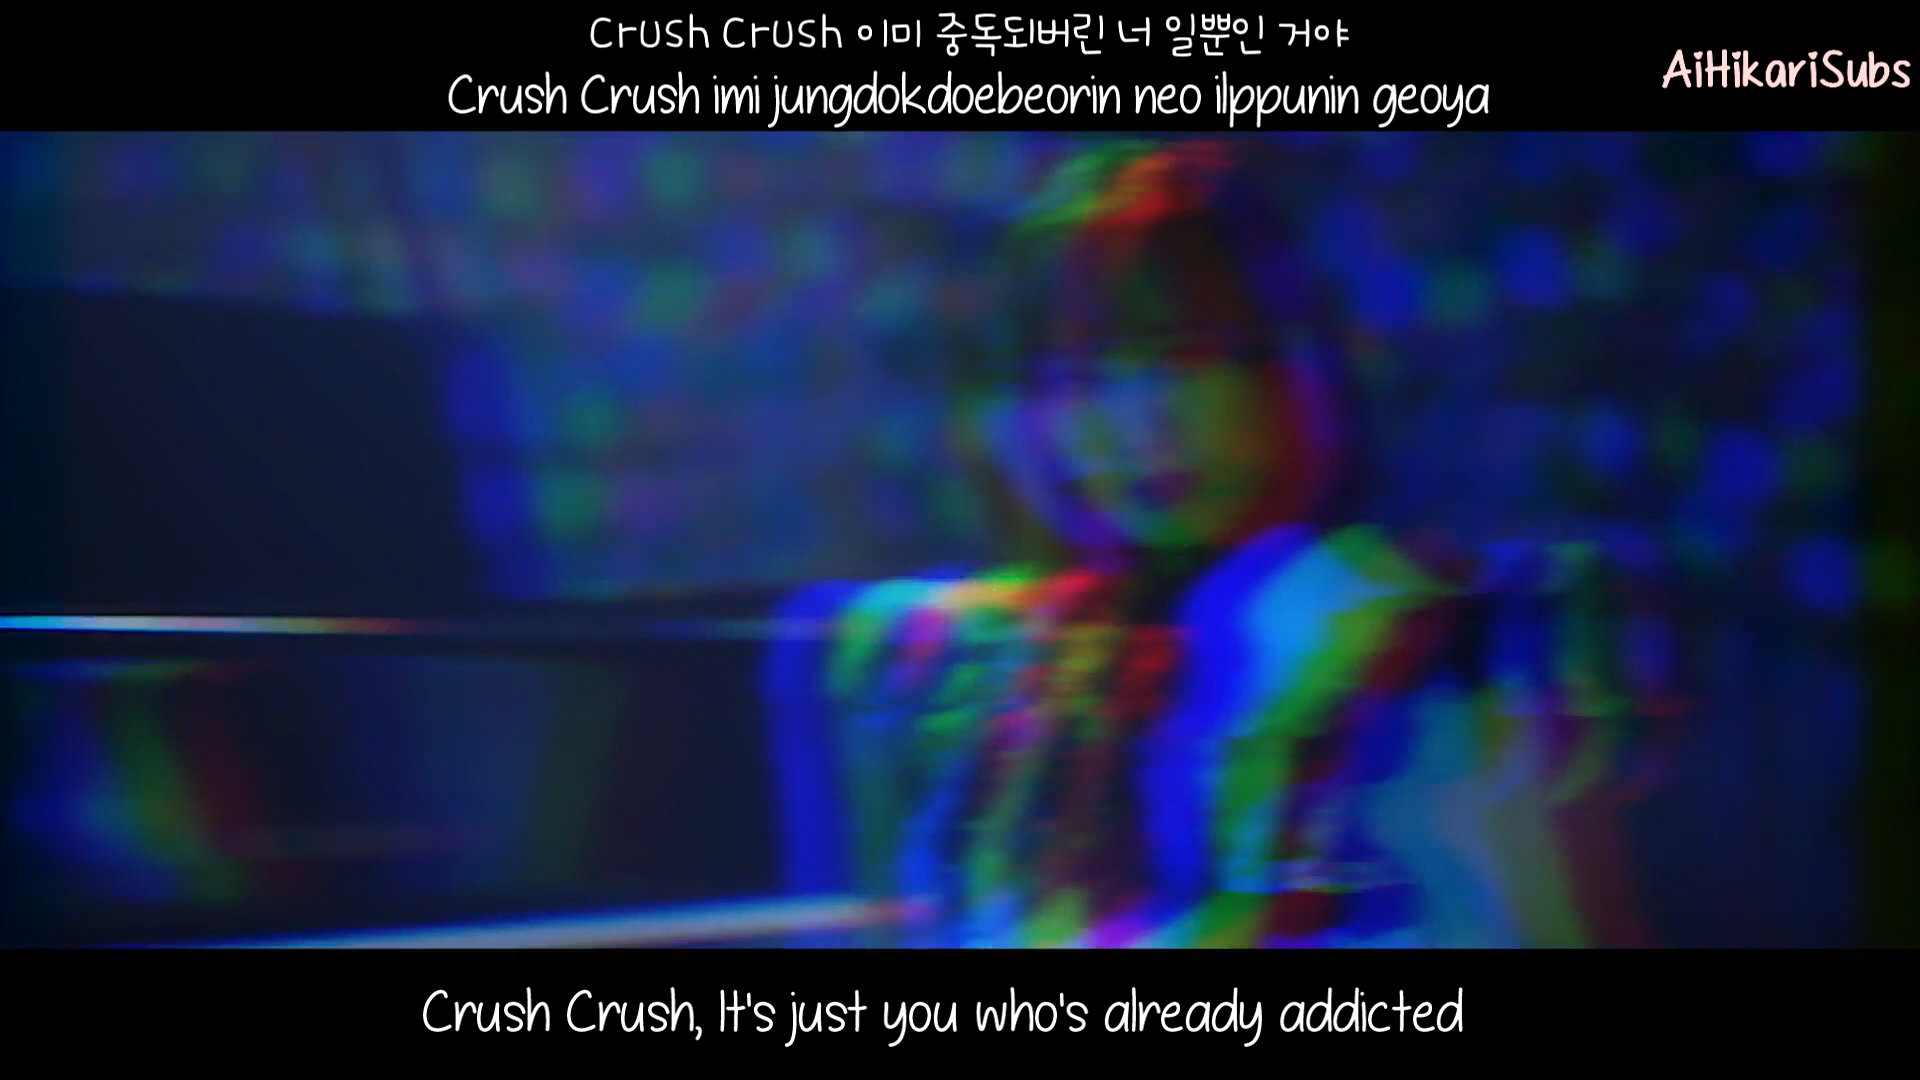 Crush Crush 이미 중독되버린 너 일뿐인 거야
AiHikariSubs
Crush Crush imi jungdokdoebeorin neo ilppunin geoya
Crush Crush, It's just you who's already addicted